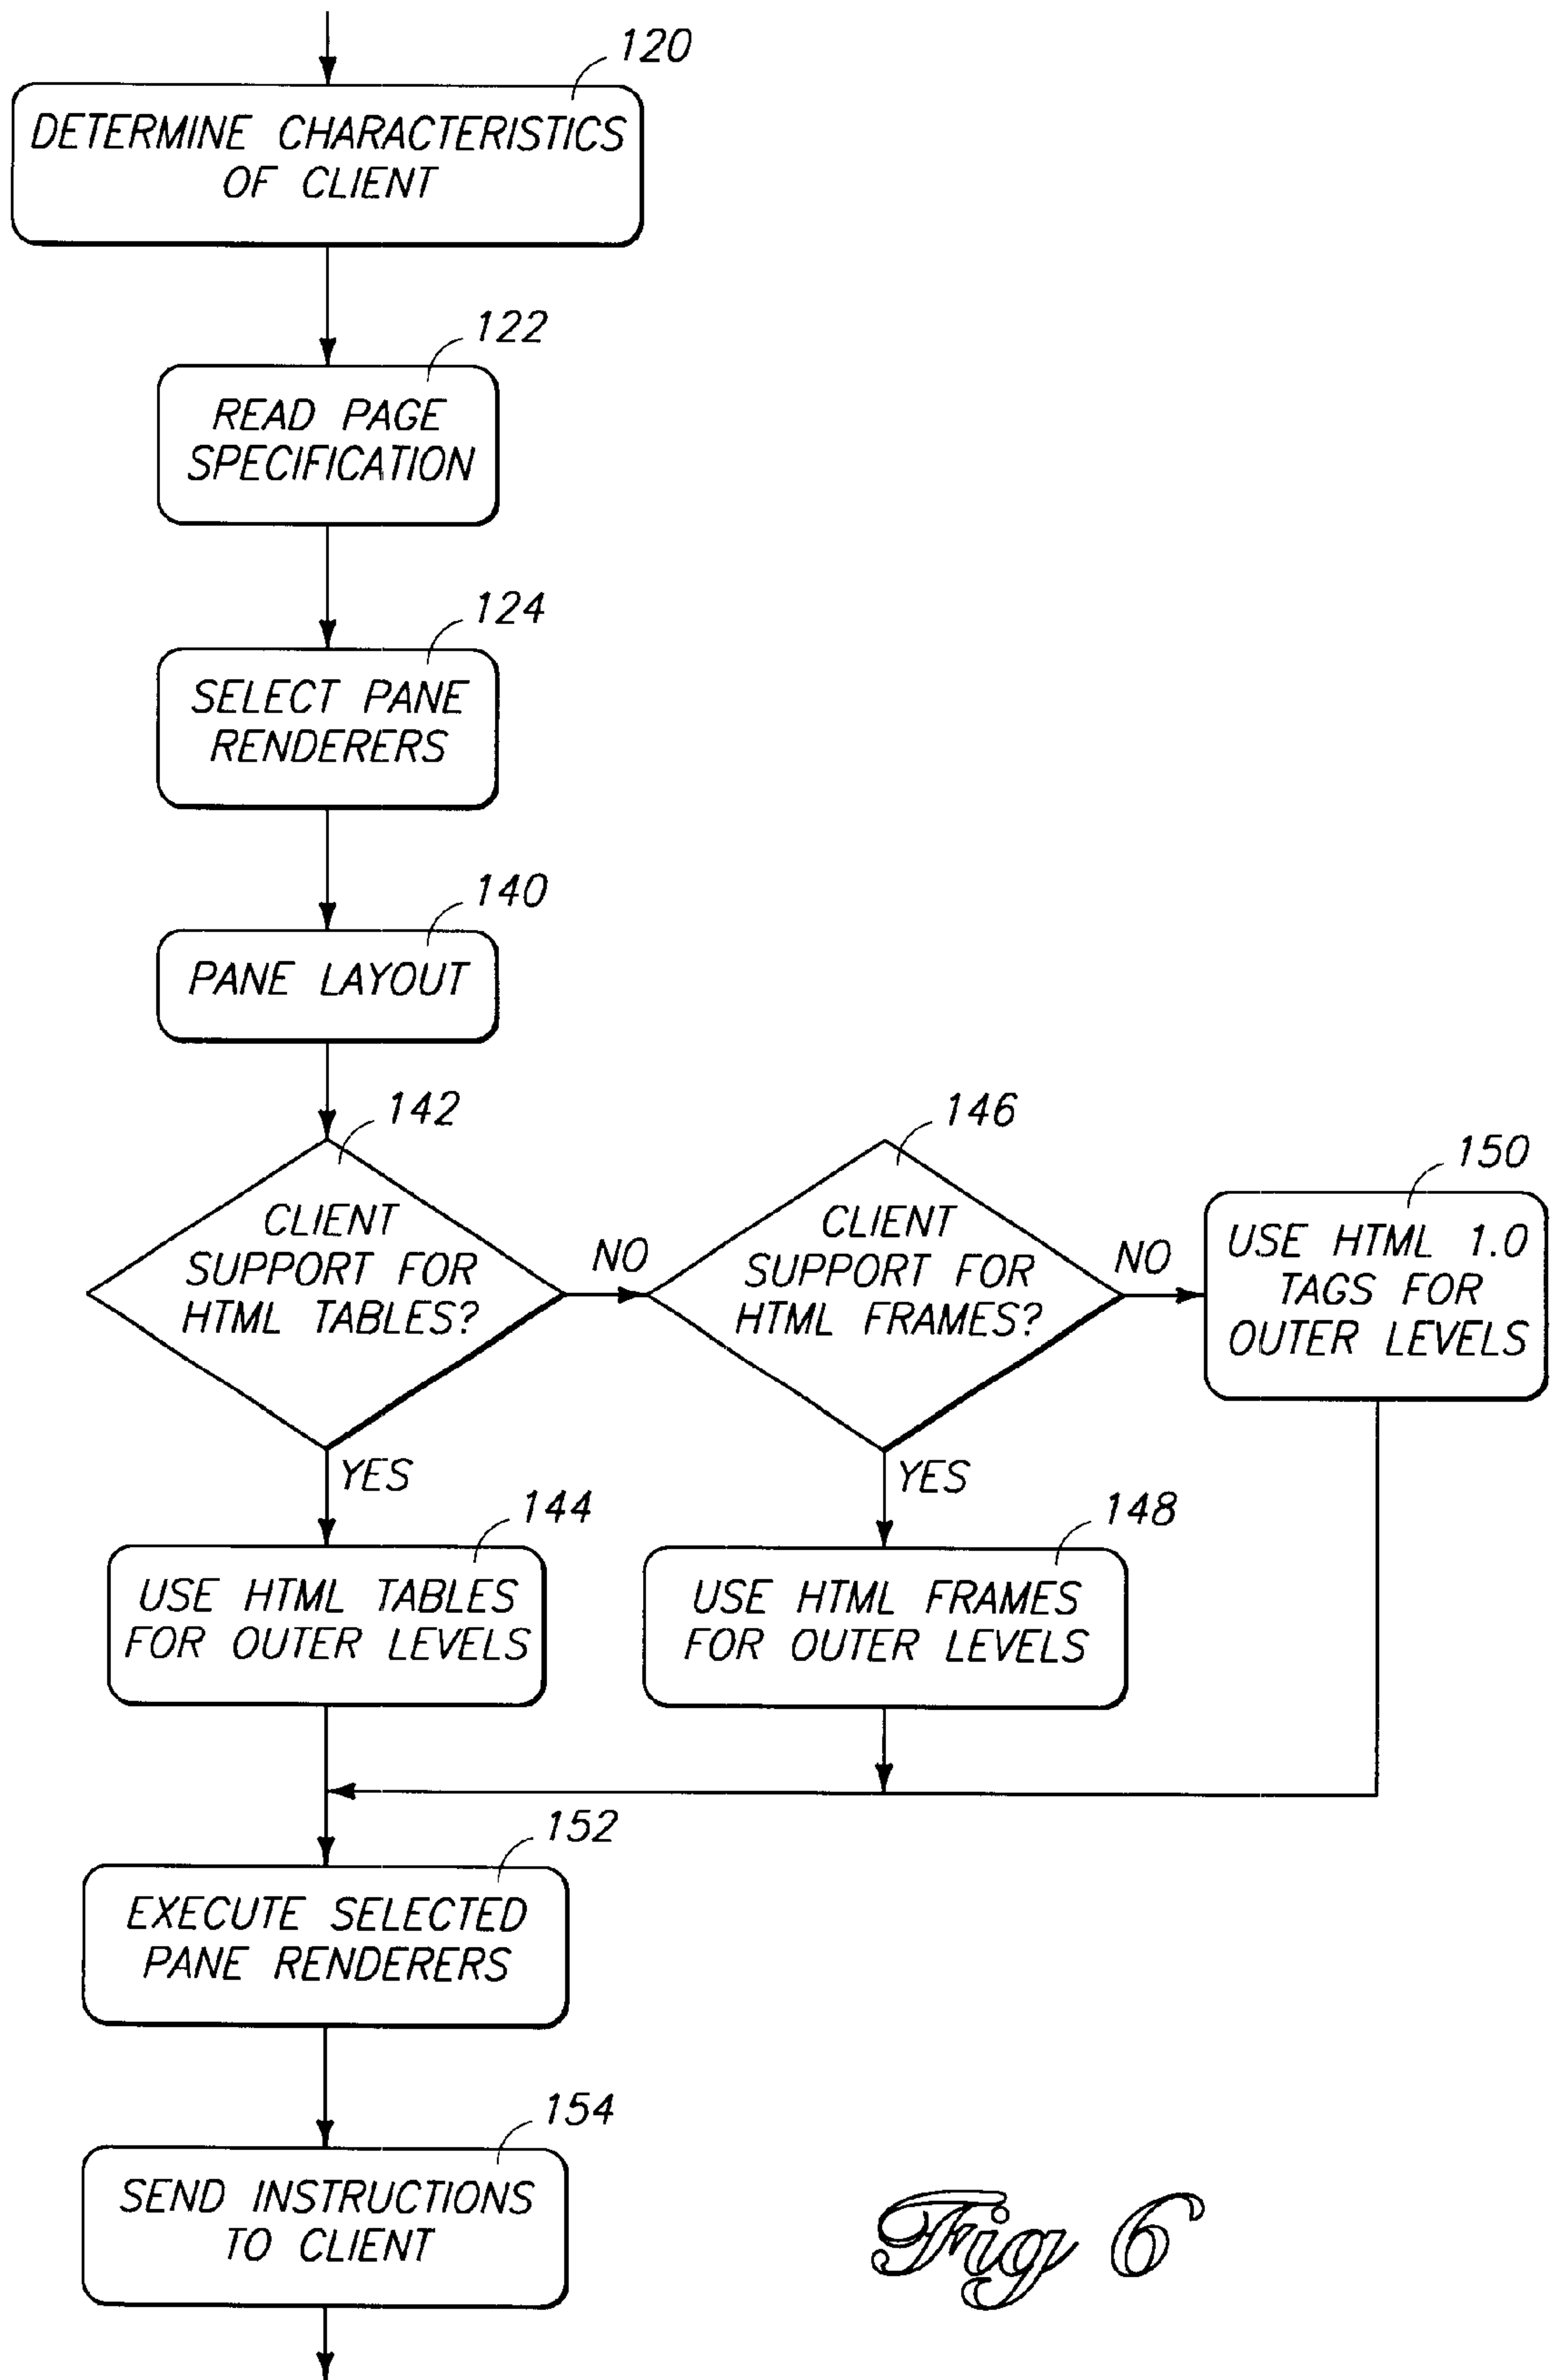 120
DETERMINE CHARACTERISTICS
OF CLIENT
122
READ PAGE
SPECIFICATION
124
SELECT PANE
RENDERERS
140
PANE LAYOUT
142
CLIENT
SUPPORT FOR
HTML TABLES?
NO
146
CLIENT
SUPPORT FOR
HTML FRAMES?
NO
150
USE HTML 1.0
TAGS FOR
OUTER LEVELS
YES
144
USE HTML TABLES
FOR OUTER LEVELS
YES
148
USE HTML FRAMES
FOR OUTER LEVELS
152
EXECUTE SELECTED
PANE RENDERERS
154
SEND INSTRUCTIONS
TO CLIENT
Fig 6